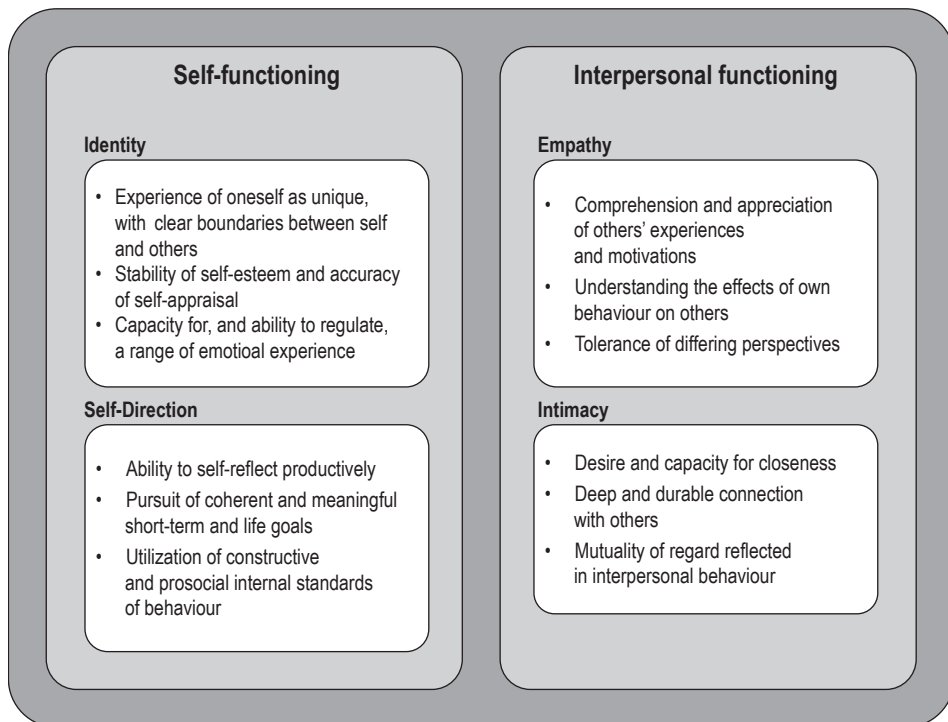 Self-functioning
Identity
• Experience of oneself as unique,
with clear boundaries between self
and others
• Stability of self-esteem and accuracy
of self-appraisal
• Capacity for, and ability to regulate,
a range of emotioal experience
Self-Direction
• Ability to self-reflect productively
• Pursuit of coherent and meaningful
short-term and life goals
• Utilization of constructive
and prosocial internal standards
of behaviour
Interpersonal functioning
Empathy
• Comprehension and appreciation
of others’ experiences
and motivations
• Understanding the effects of own
behaviour on others
• Tolerance of differing perspectives
Intimacy
• Desire and capacity for closeness
• Deep and durable connection
with others
• Mutuality of regard reflected
in interpersonal behaviour